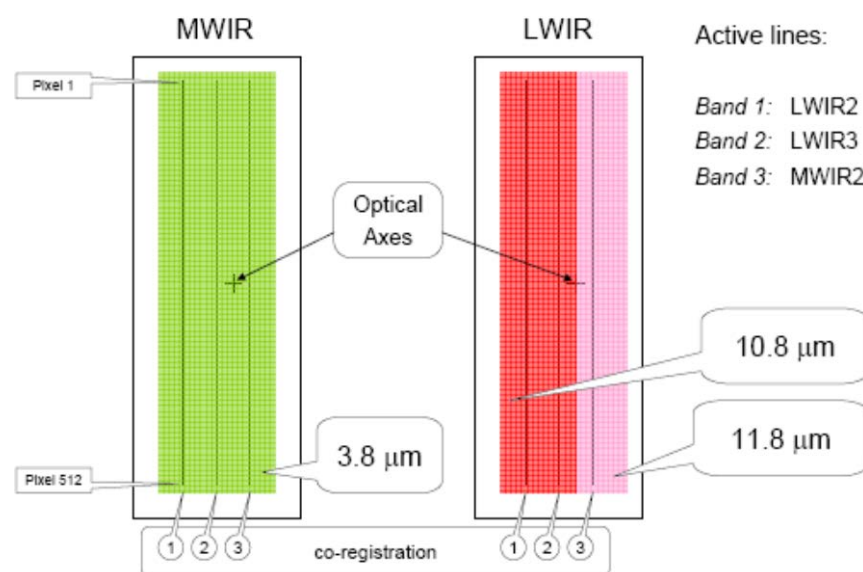 MWIR
LWIR
Active lines:
Pixel 1
Band 1: LWIR2
Band 2: LWIR3
Band 3: MWIR2
Optical
Axes
10.8 μm
11.8 μm
3.8 μm
Pixel 512
1 2 3
co-registration
1 2 3